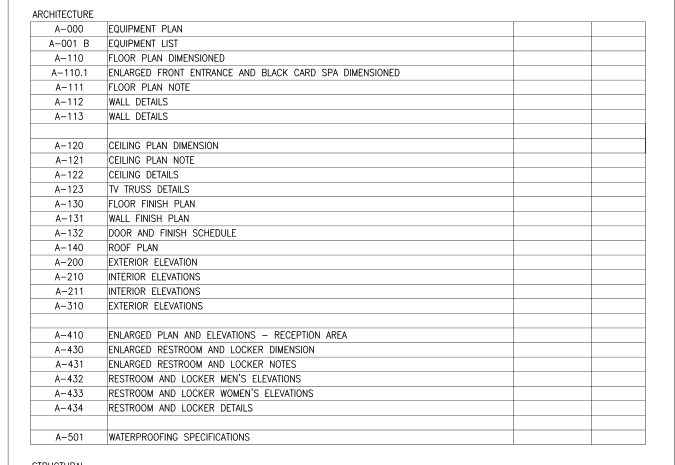 ARCHITECTURE
A-000 EQUIPMENT PLAN
A-001 B EQUIPMENT LIST
A-110 FLOOR PLAN DIMENSIONED
A-110.1 ENLARGED FRONT ENTRANCE AND BLACK CARD SPA DIMENSIONED
A-111 FLOOR PLAN NOTE
A-112 WALL DETAILS
A-113 WALL DETAILS
A-120 CEILING PLAN DIMENSION
A-121 CEILING PLAN NOTE
A-122 CEILING DETAILS
A-123 TV TRUSS DETAILS
A-130 FLOOR FINISH PLAN
A-131 WALL FINISH PLAN
A-132 DOOR AND FINISH SCHEDULE
A-140 ROOF PLAN
A-200 EXTERIOR ELEVATION
A-210 INTERIOR ELEVATIONS
A-211 INTERIOR ELEVATIONS
A-310 EXTERIOR ELEVATIONS
A-410 ENLARGED PLAN AND ELEVATIONS - RECEPTION AREA
A-430 ENLARGED RESTROOM AND LOCKER DIMENSION
A-431 ENLARGED RESTROOM AND LOCKER NOTES
A-432 RESTROOM AND LOCKER MEN'S ELEVATIONS
A-433 RESTROOM AND LOCKER WOMEN'S ELEVATIONS
A-434 RESTROOM AND LOCKER DETAILS
A-501 WATERPROOFING SPECIFICATIONS
STRUCTURAL